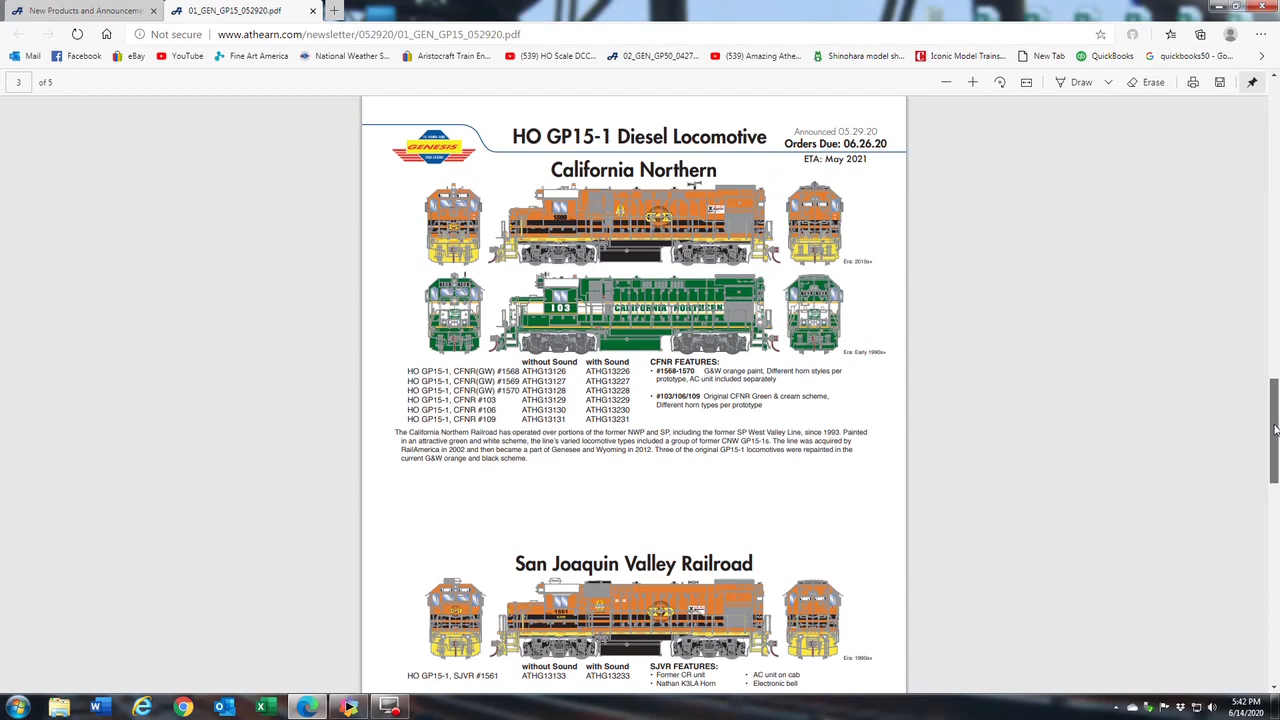 New Products and Announceme
01_GEN_GP15_052920.pdf
Not secure
www.athearn.com/newsletter/052920/01_GEN_GP15_052920.pdf
Mail
Facebook
eBay
YouTube
Fine Art Ameri...
National Weather S...
Aristocraft Train En...
(539) HO Scale DCC...
02_GEN_GP50_0427...
(539) Amazing Athe...
Shinohara model sh...
Iconic Model Trains...
New Tab
QuickBooks
quickbooks50 - Go...
3
of 5
Draw
Erase
GENESIS
HO GP15-1 Diesel Locomotive
Announced 05.29.20
Orders Due: 06.26.20
ETA: May 2021
California Northern
1568
Era: 2010s+
103
CALIFORNIA NORTHERN
Era: Early 1990s+
without Sound with Sound
HO GP15-1, CFNR(GW) #1568 ATHG13126 ATHG13226
HO GP15-1, CFNR(GW) #1569 ATHG13127 ATHG13227
HO GP15-1, CFNR(GW) #1570 ATHG13128 ATHG13228
HO GP15-1, CFNR #103 ATHG13129 ATHG13229
HO GP15-1, CFNR #106 ATHG13130 ATHG13230
HO GP15-1, CFNR #109 ATHG13131 ATHG13231
CFNR FEATURES:
• #1568-1570 G&W orange paint, Different horn styles per
prototype, AC unit included separately
• #103/106/109 Original CFNR Green & cream scheme,
Different horn types per prototype
The California Northern Railroad has operated over portions of the former NWP and SP, including the former SP West Valley Line, since 1993. Painted
in an attractive green and white scheme, the line's varied locomotive types included a group of former CNW GP15-1s. The line was acquired by
RailAmerica in 2002 and then became a part of Genesee and Wyoming in 2012. Three of the original GP15-1 locomotives were repainted in the
current G&W orange and black scheme.
San Joaquin Valley Railroad
1561
Era: 1990s+
without Sound with Sound
HO GP15-1, SJVR #1561 ATHG13133 ATHG13233
SJVR FEATURES:
• Former CR unit
• Nathan K3LA Horn
• AC unit on cab
• Electronic bell
5:42 PM
6/14/2020